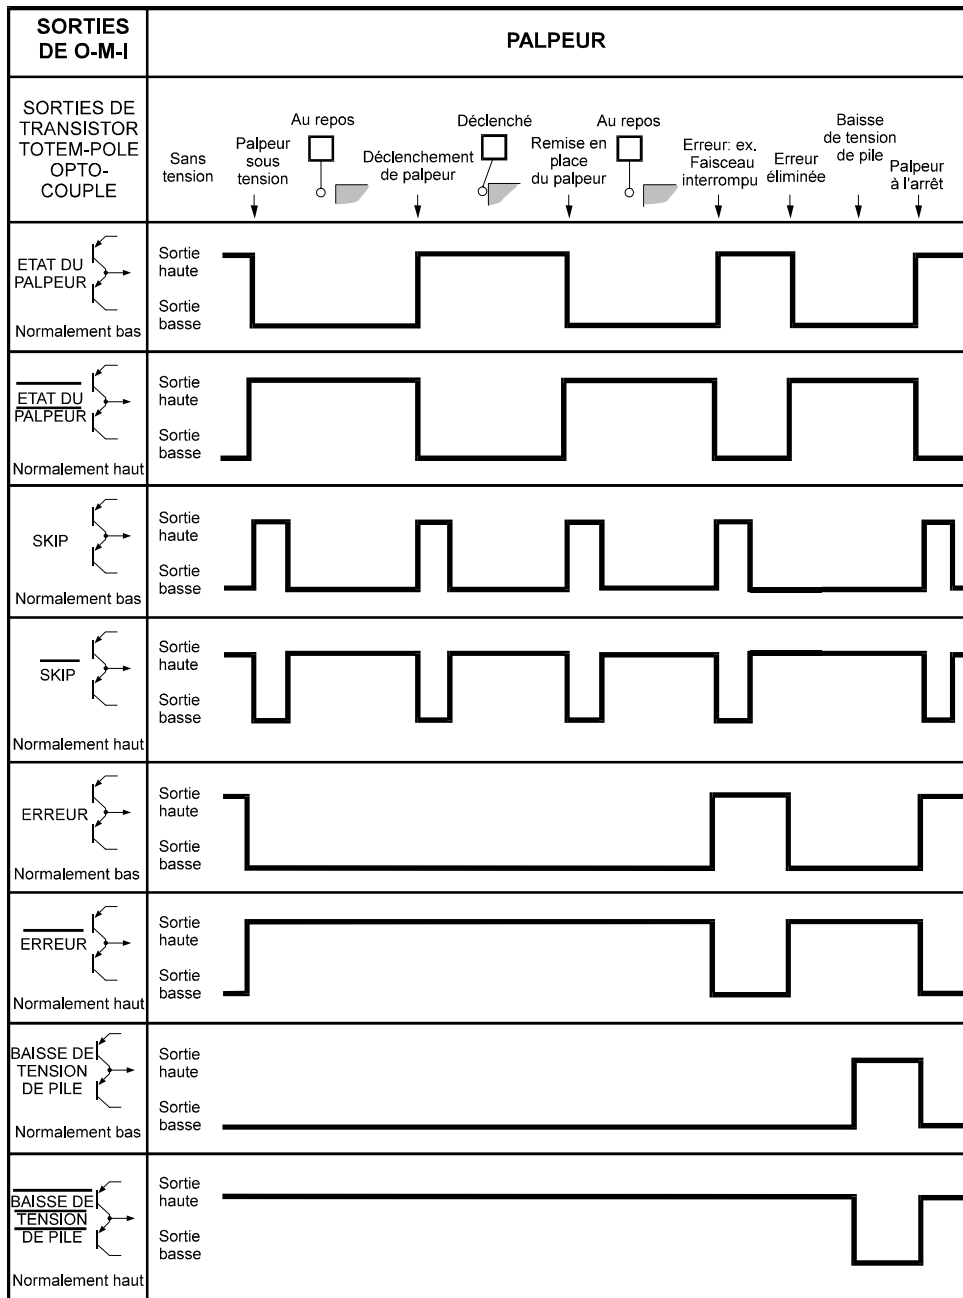 SORTIES
DE O-M-I
PALPEUR
SORTIES DE
TRANSISTOR
TOTEM-POLE
OPTO-
COUPLE
Sans
tension
Palpeur
sous
tension
Au repos
Déclenchement
de palpeur
Déclenché
Remise en
place
du palpeur
Au repos
Erreur: ex.
Faisceau
interrompu
Erreur
éliminée
Baisse
de tension
de pile
Palpeur
à l'arrêt
ETAT DU
PALPEUR
Normalement bas
Sortie
haute
Sortie
basse
ETAT DU
PALPEUR
Normalement haut
Sortie
haute
Sortie
basse
SKIP
Normalement bas
Sortie
haute
Sortie
basse
SKIP
Normalement haut
Sortie
haute
Sortie
basse
ERREUR
Normalement bas
Sortie
haute
Sortie
basse
ERREUR
Normalement haut
Sortie
haute
Sortie
basse
BAISSE DE
TENSION
DE PILE
Normalement bas
Sortie
haute
Sortie
basse
BAISSE DE
TENSION
DE PILE
Normalement haut
Sortie
haute
Sortie
basse